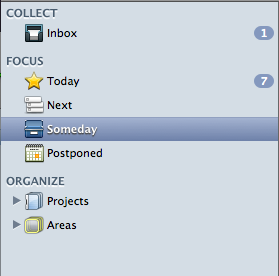 COLLECT
Inbox 1
FOCUS
Today 7
Next
Someday
Postponed
ORGANIZE
Projects
Areas